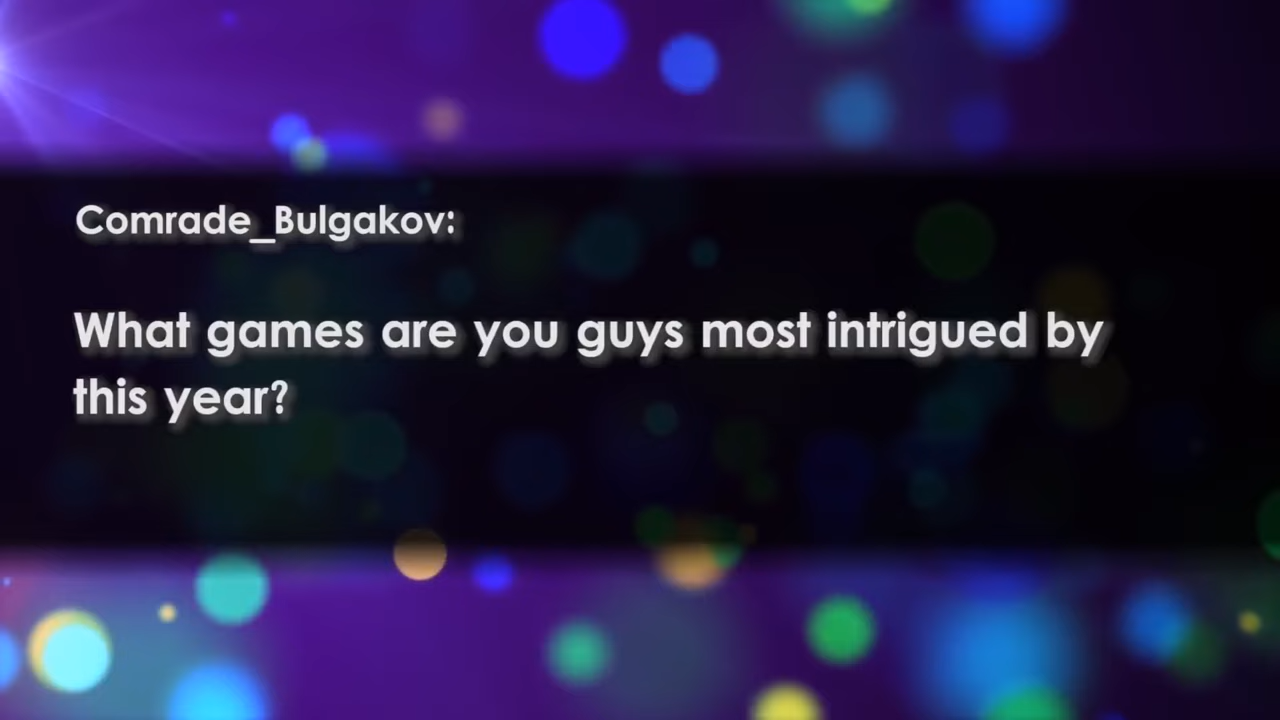 Comrade_Bulgakov:
What games are you guys most intrigued by
this year?